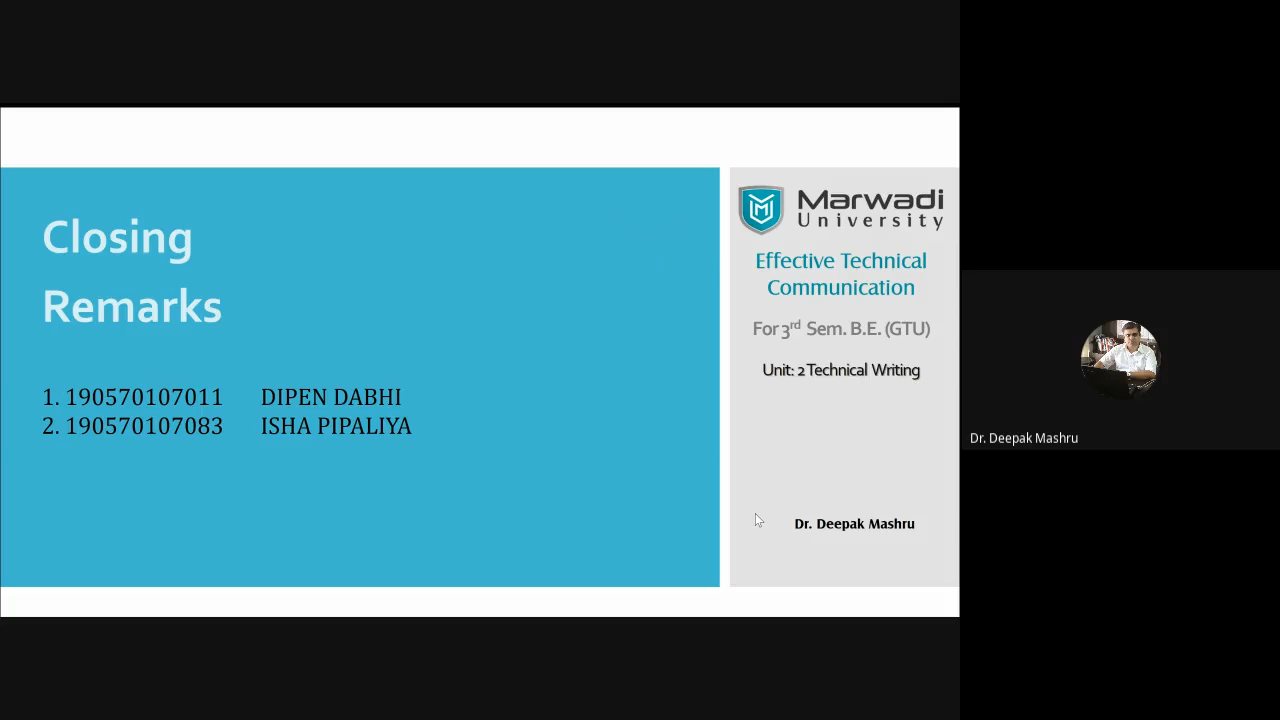 Closing
Remarks
1. 190570107011 DIPEN DABHI
2. 190570107083 ISHA PIPALIYA
Marwadi
University
Effective Technical
Communication
For 3rd Sem. B.E. (GTU)
Unit: 2 Technical Writing
Dr. Deepak Mashru
Dr. Deepak Mashru